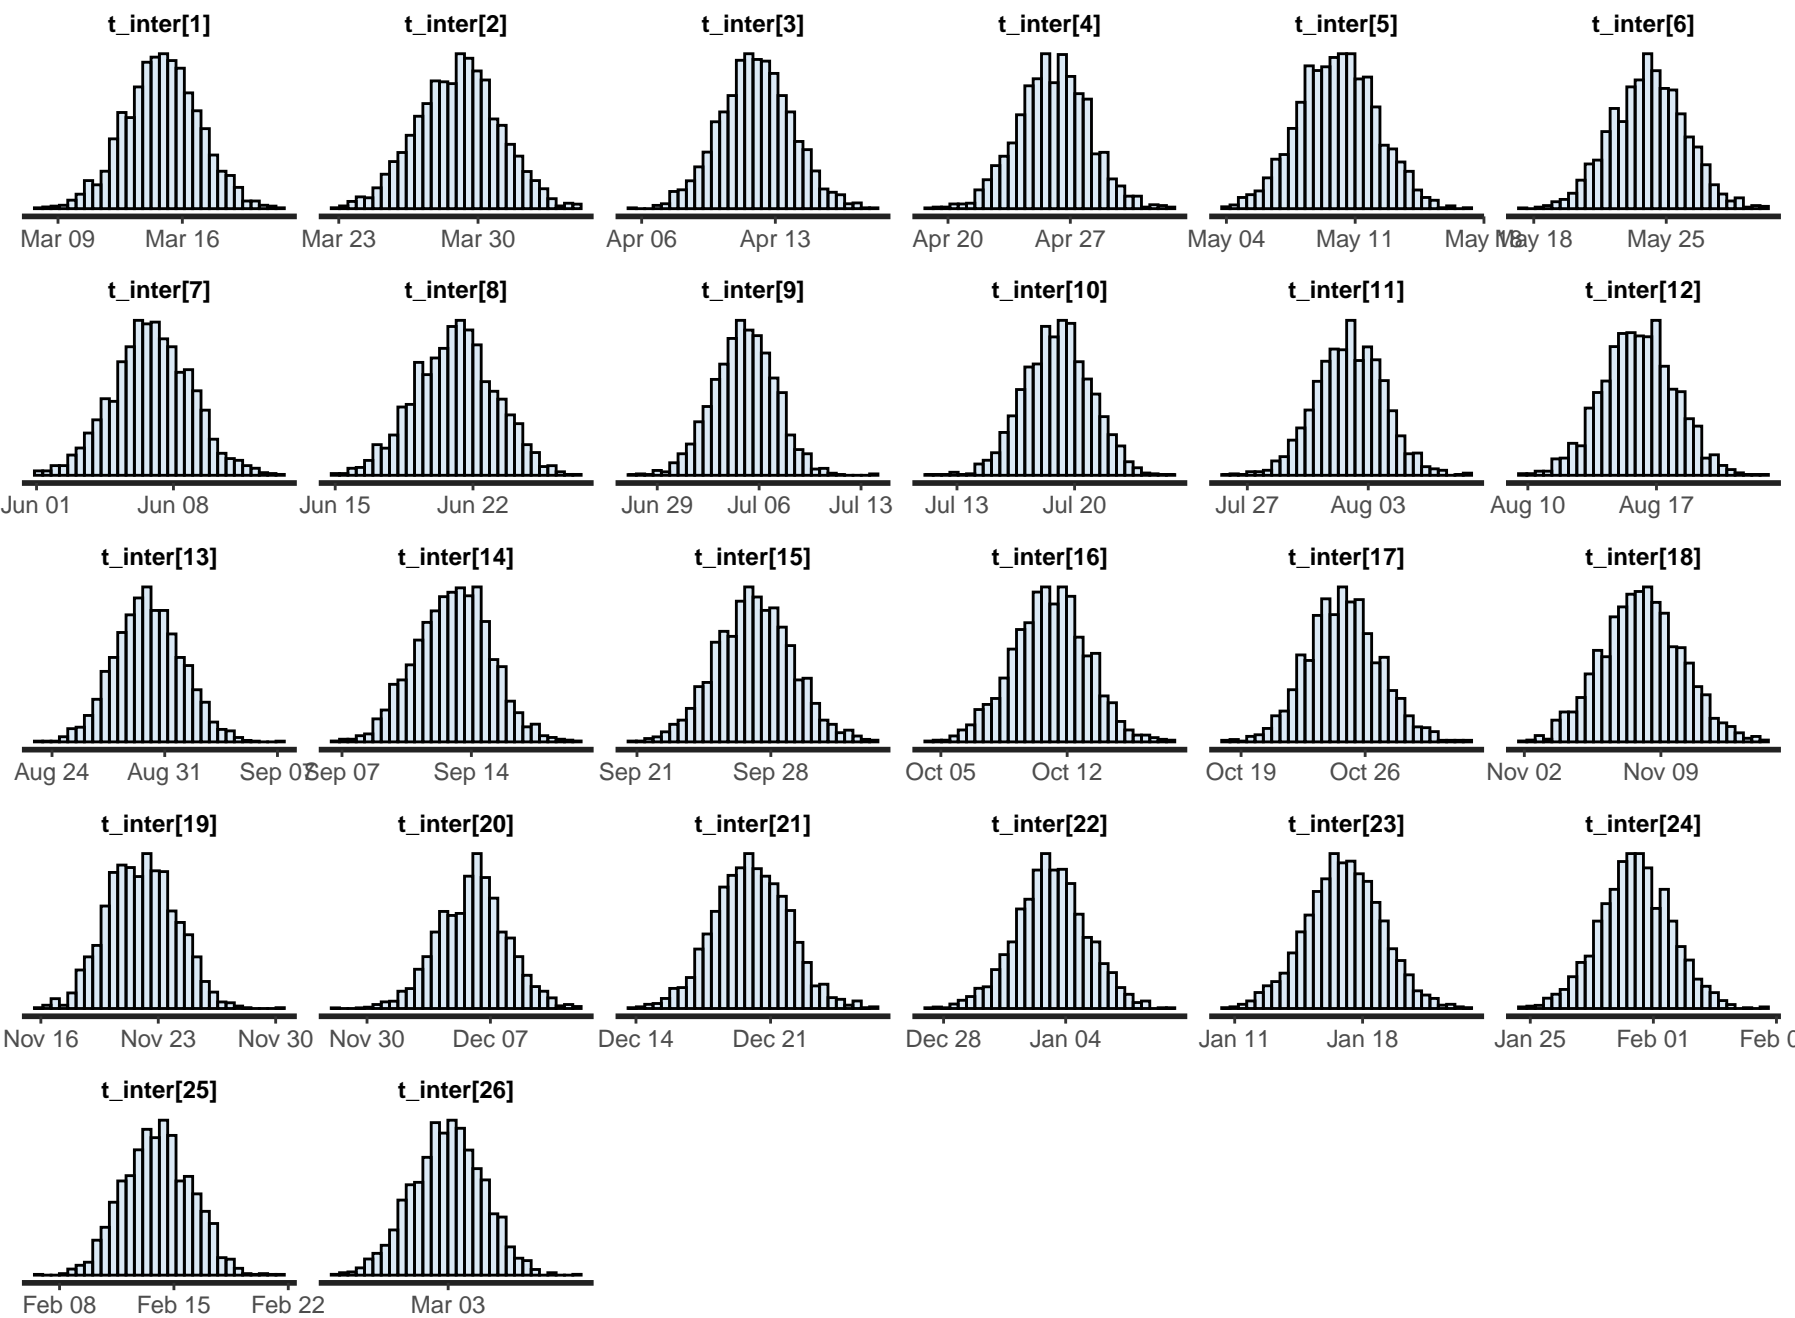 t_inter[1] t_inter[2] t_inter[3] t_inter[4] t_inter[5] t_inter[6]
Mar 09 Mar 16 Mar 23 Mar 30 Apr 06 Apr 13 Apr 20 Apr 27 May 04 May 11 May 18 May 18 May 25
t_inter[7] t_inter[8] t_inter[9] t_inter[10] t_inter[11] t_inter[12]
Jun 01 Jun 08 Jun 15 Jun 22 Jun 29 Jul 06 Jul 13 Jul 13 Jul 20 Jul 27 Aug 03 Aug 10 Aug 17
t_inter[13] t_inter[14] t_inter[15] t_inter[16] t_inter[17] t_inter[18]
Aug 24 Aug 31 Sep 07 Sep 07 Sep 14 Sep 21 Sep 28 Oct 05 Oct 12 Oct 19 Oct 26 Nov 02 Nov 09
t_inter[19] t_inter[20] t_inter[21] t_inter[22] t_inter[23] t_inter[24]
Nov 16 Nov 23 Nov 30 Nov 30 Dec 07 Dec 14 Dec 21 Dec 28 Jan 04 Jan 11 Jan 18 Jan 25 Feb 01 Feb
t_inter[25] t_inter[26]
Feb 08 Feb 15 Feb 22 Mar 03